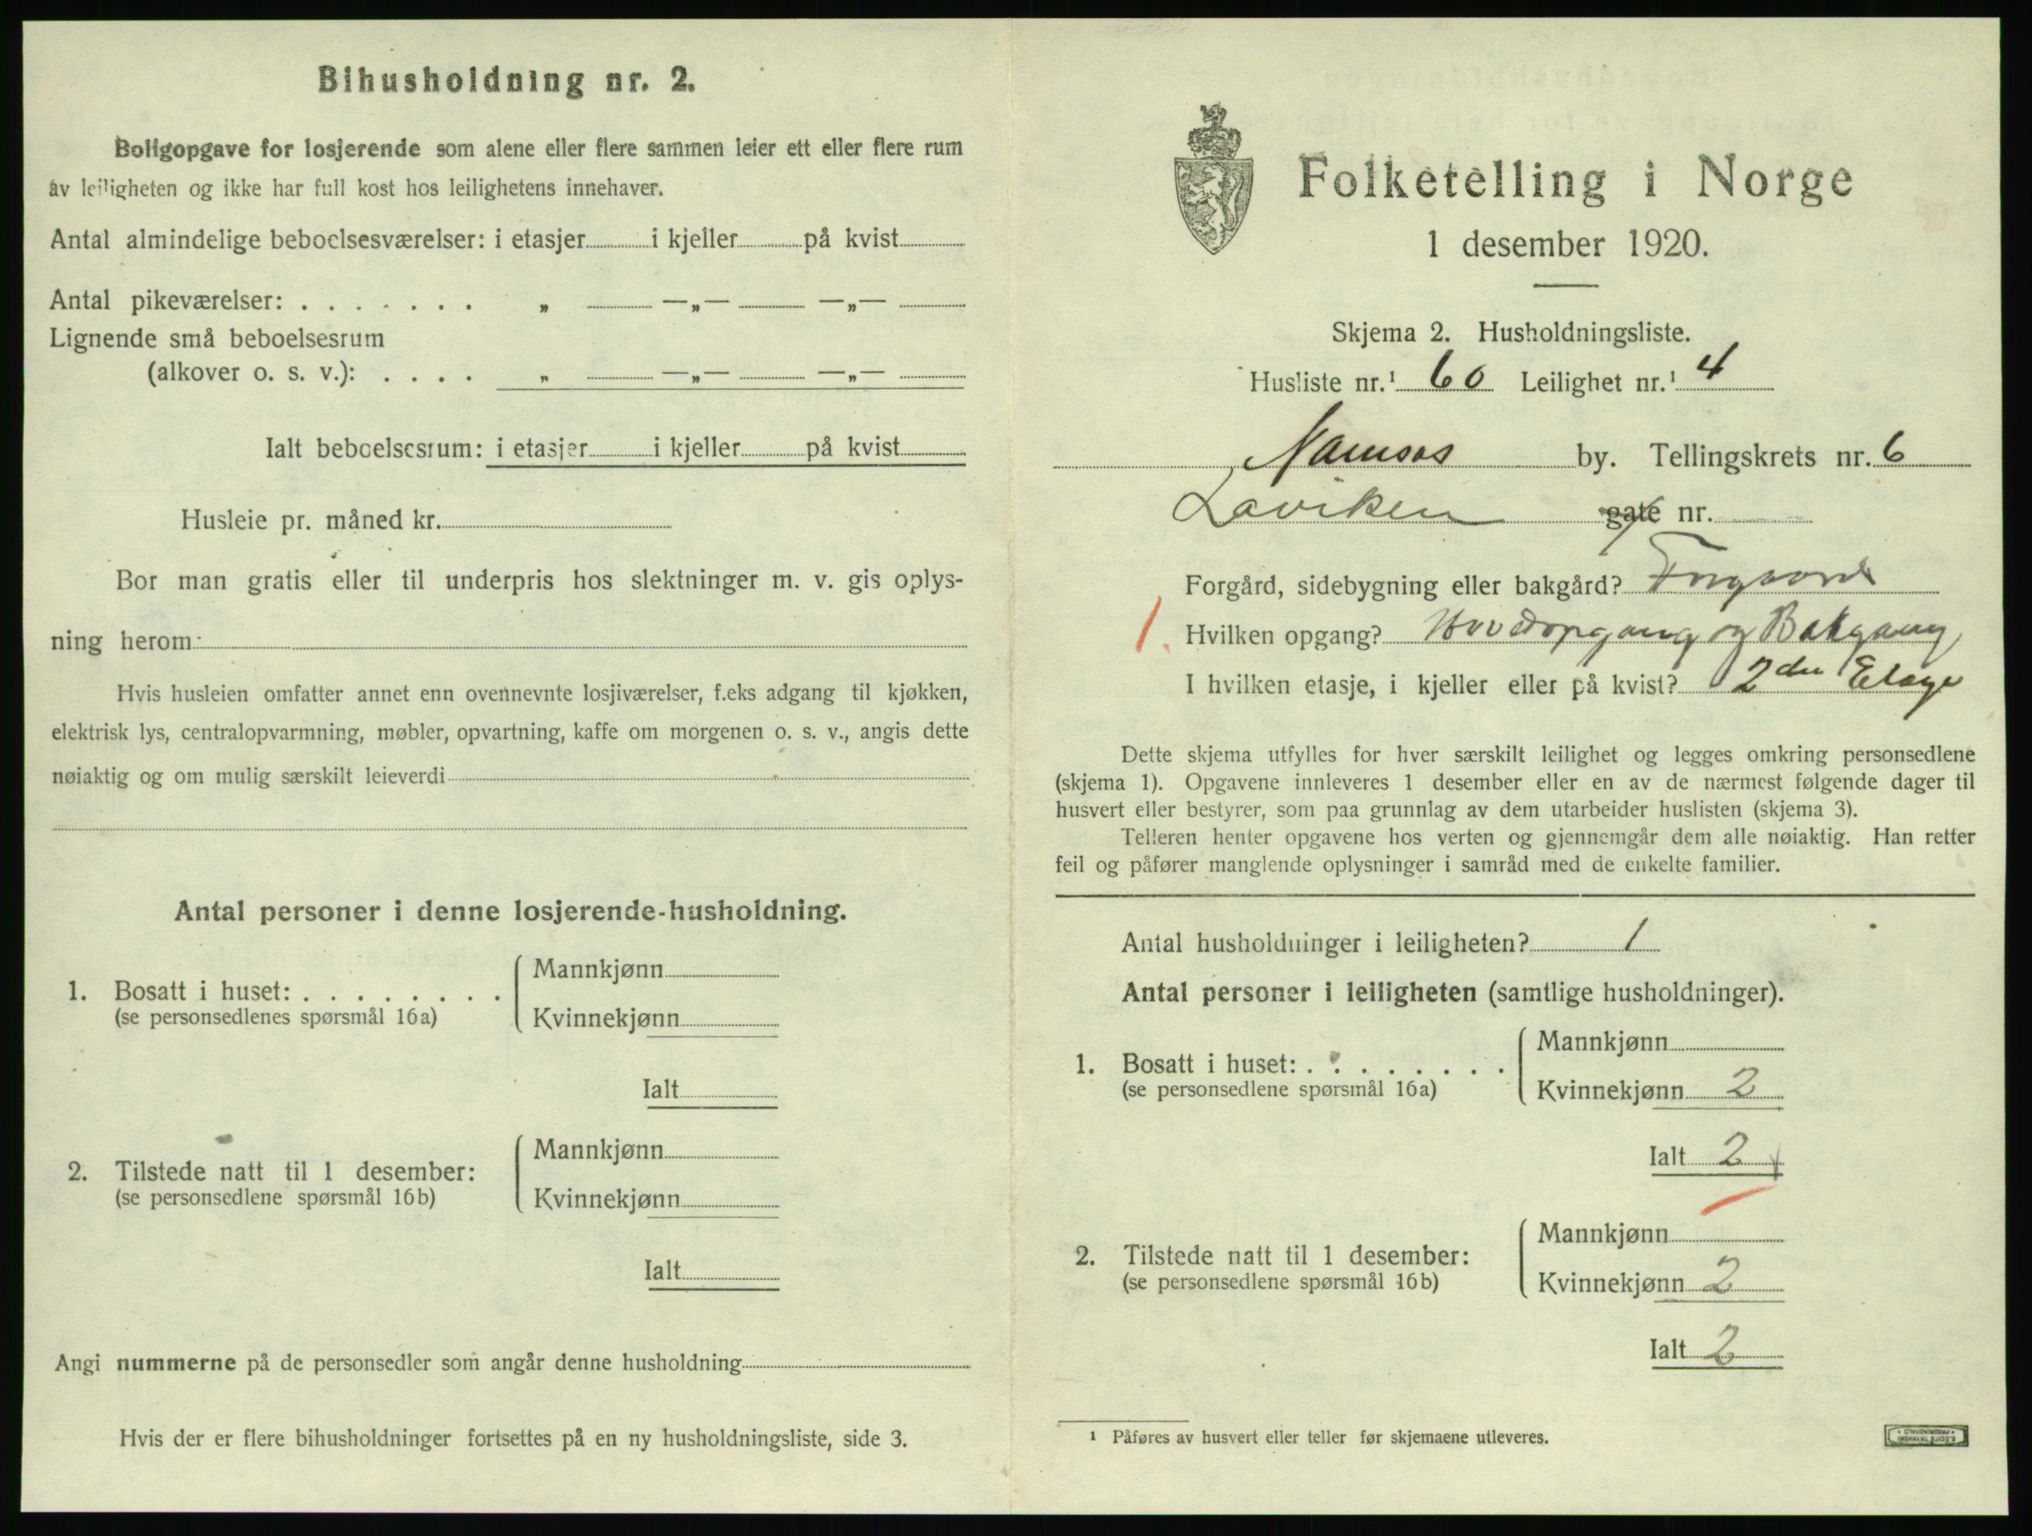 Bihusholdning nr. 2.
Boligopgave for losjerende som alene eller flere sammen leier ett eller flere rum
av leiligheten og ikke har full kost hos leilighetens innehaver.
Antal almindelige beboelsesværelser: i etasjer i kjeller på kvist
Antal pikeværelser: . . . . . . . „ —„— —„—
Lignende små beboelsesrum
(alkover o. s. v.): . . . . „ —„— —„—
Ialt beboelsesrum: i etasjer i kjeller på kvist
Husleie pr. måned kr.
Bor man gratis eller til underpris hos slektninger m. v. gis oplys-
ning herom:
Hvis husleien omfatter annet enn ovennevnte losjiværelser, f.eks adgang til kjøkken,
elektrisk lys, centralopvarmning, møbler, opvartning, kaffe om morgenen o. s. v., angis dette
nøiaktig og om mulig særskilt leieverdi
Antal personer i denne losjerende-husholdning.
1. Bosatt i huset: . . . . . . . . Mannkjønn
(se personsedlenes spørsmål 16a) Kvinnekjønn
Ialt
2. Tilstede natt til 1 desember: Mannkjønn
(se personsedlene spørsmål 16b) Kvinnekjønn
Ialt
Angi nummerne på de personsedler som angår denne husholdning
Hvis der er flere bihusholdninger fortsettes på en ny husholdningsliste, side 3.
Folketelling i Norge
1 desember 1920.
Skjema 2. Husholdningsliste.
Husliste nr.¹ 60 Leilighet nr.¹ 4
Namsos by. Tellingskrets nr. 6
Laviken gate nr.
Forgård, sidebygning eller bakgård? Forgaard
1. Hvilken opgang? Hovedopgang og Bakgang
I hvilken etasje, i kjeller eller på kvist? 2den Etage
Dette skjema utfylles for hver særskilt leilighet og legges omkring personsedlene
(skjema 1). Opgavene innleveres 1 desember eller en av de nærmest følgende dager til
husvert eller bestyrer, som paa grunnlag av dem utarbeider huslisten (skjema 3).
Telleren henter opgavene hos verten og gjennemgår dem alle nøiaktig. Han retter
feil og påfører manglende oplysninger i samråd med de enkelte familier.
Antal husholdninger i leiligheten? 1
Antal personer i leiligheten (samtlige husholdninger).
1. Bosatt i huset: . . . . . . . . Mannkjønn
(se personsedlene spørsmål 16a) Kvinnekjønn 2
Ialt 2
2. Tilstede natt til 1 desember: Mannkjønn
(se personsedlene spørsmål 16b) Kvinnekjønn 2
Ialt 2
¹ Påføres av husvert eller teller før skjemaene utleveres.